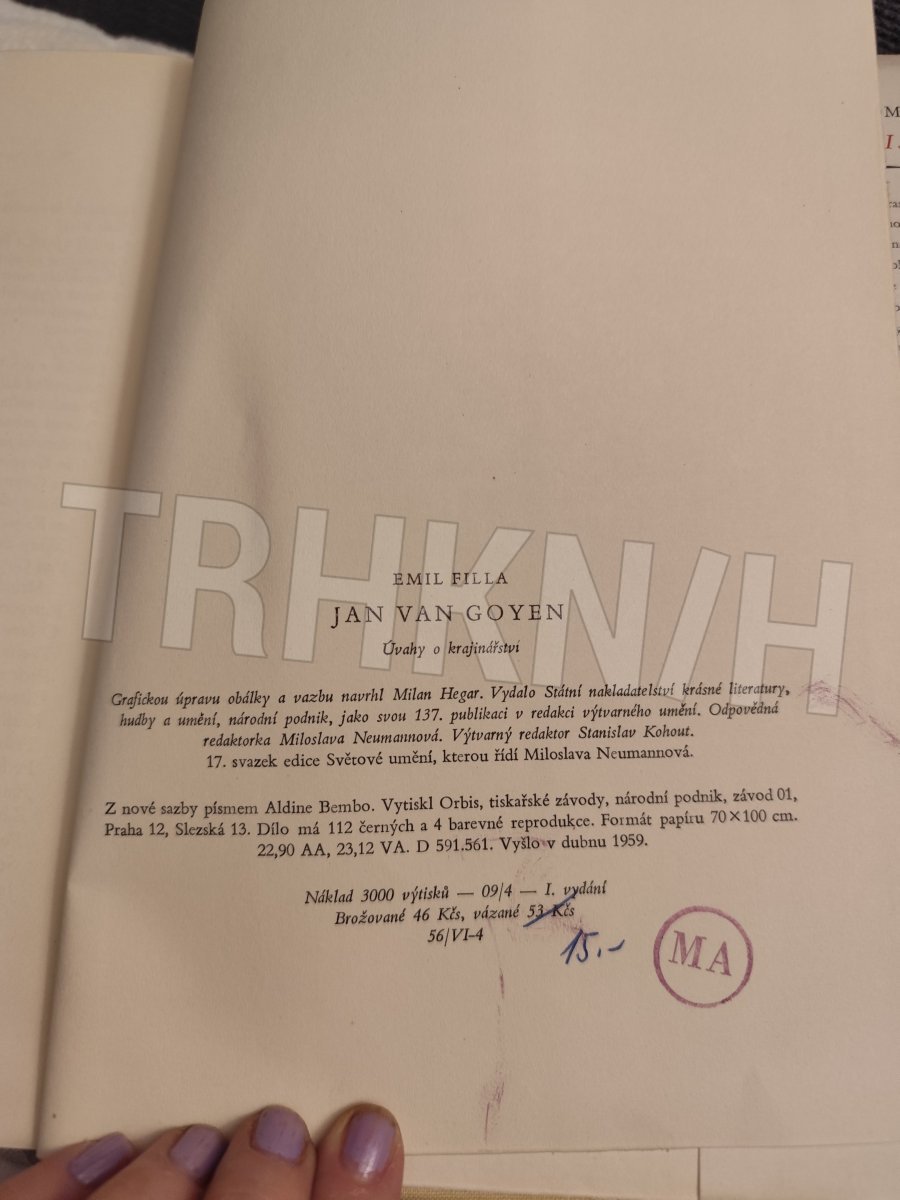 EMIL FILLA
JAN VAN GOYEN
Úvahy o krajinářství
Grafickou úpravu obálky a vazbu navrhl Milan Hegar. Vydalo Státní nakladatelství krásné literatury,
hudby a umění, národní podnik, jako svou 137. publikaci v redakci výtvarného umění. Odpovědná
redaktorka Miloslava Neumannová. Výtvarný redaktor Stanislav Kohout.
17. svazek edice Světové umění, kterou řídí Miloslava Neumannová.
Z nové sazby písmem Aldine Bembo. Vytiskl Orbis, tiskařské závody, národní podnik, závod 01,
Praha 12, Slezská 13. Dílo má 112 černých a 4 barevné reprodukce. Formát papíru 70×100 cm.
22,90 AA, 23,12 VA. D 591.561. Vyšlo v dubnu 1959.
Náklad 3000 výtisků — 09/4 — I. vydání
Brožované 46 Kčs, vázané 53 Kčs
56/VI-4
15.-
MA
TRHKN/H